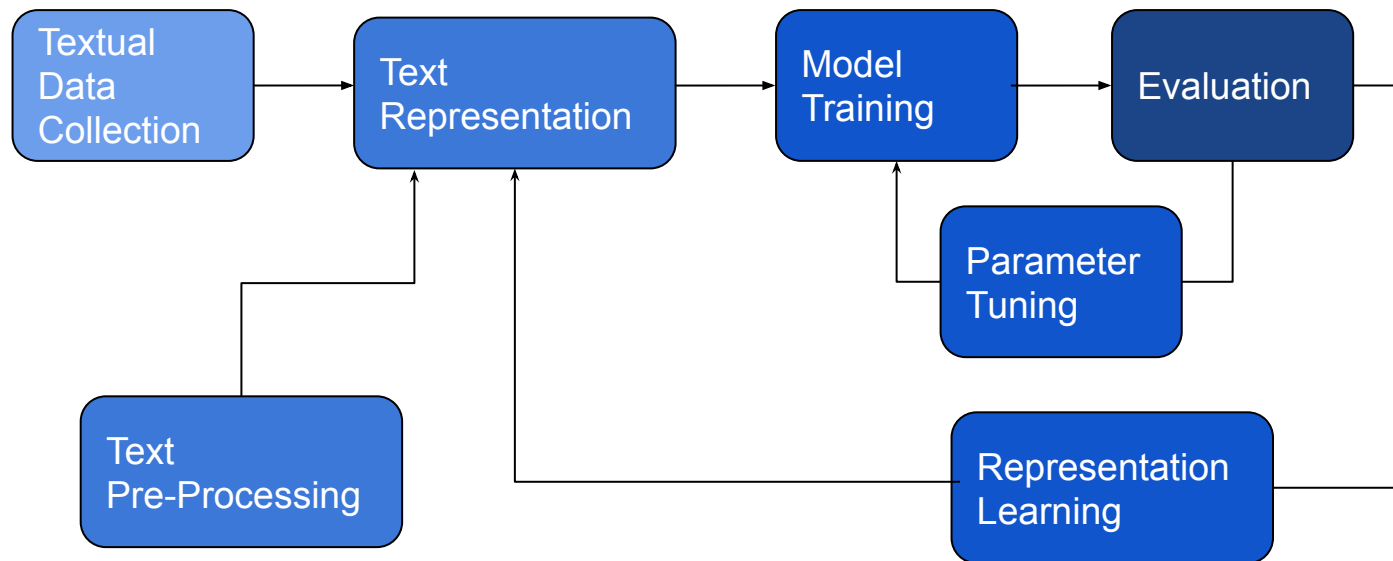 Textual
Data
Collection
Text
Representation
Model
Training
Evaluation
Parameter
Tuning
Text
Pre-Processing
Representation
Learning